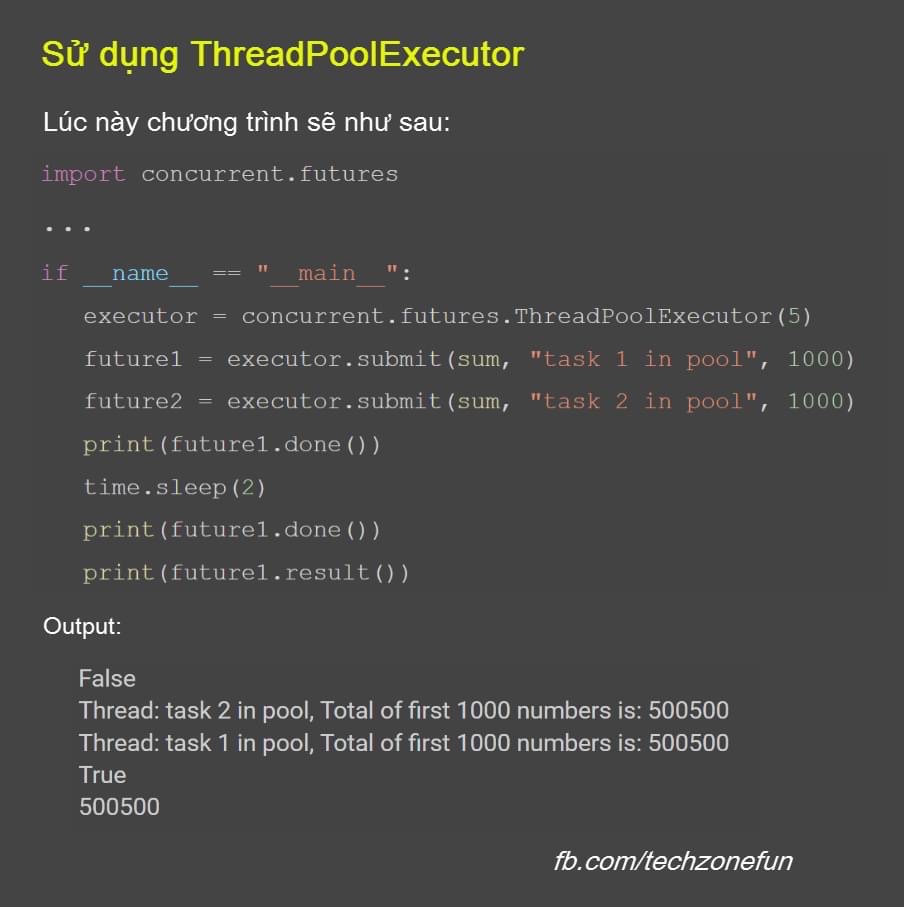 Sử dụng ThreadPoolExecutor
Lúc này chương trình sẽ như sau:
import concurrent.futures
...
if __name__ == "__main__":
executor = concurrent.futures.ThreadPoolExecutor(5)
future1 = executor.submit(sum, "task 1 in pool", 1000)
future2 = executor.submit(sum, "task 2 in pool", 1000)
print(future1.done())
time.sleep(2)
print(future1.done())
print(future1.result())
Output:
False
Thread: task 2 in pool, Total of first 1000 numbers is: 500500
Thread: task 1 in pool, Total of first 1000 numbers is: 500500
True
500500
fb.com/techzonefun